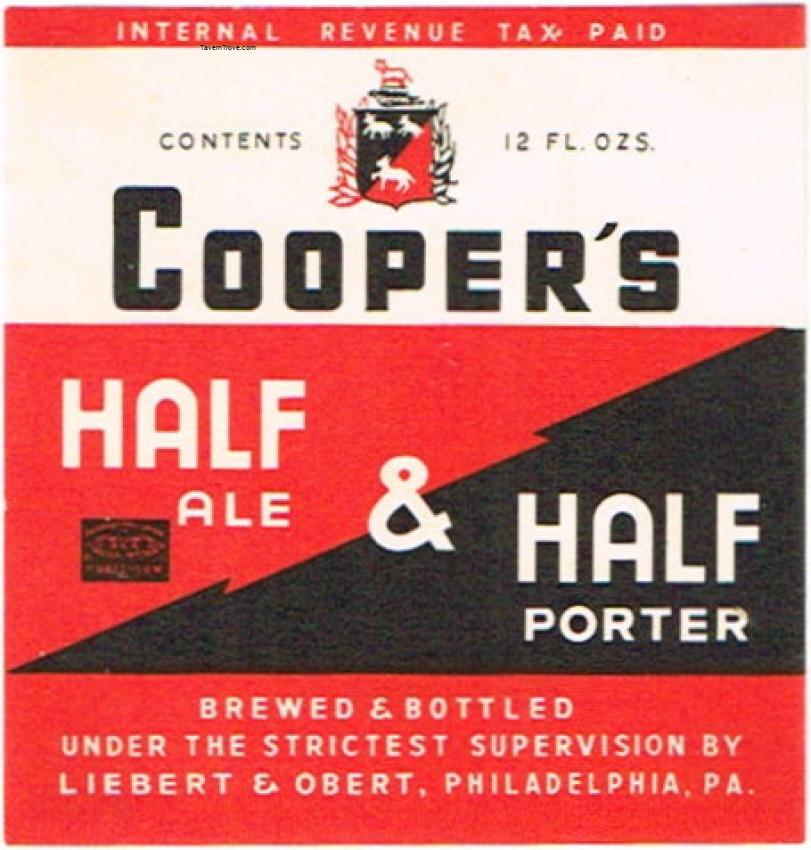 INTERNAL REVENUE TAX PAID
TavernTrove.com
CONTENTS 12 FL. OZS.
COOPER'S
HALF
ALE
&
HALF
PORTER
BREWED & BOTTLED
UNDER THE STRICTEST SUPERVISION BY
LIEBERT & OBERT, PHILADELPHIA, PA.